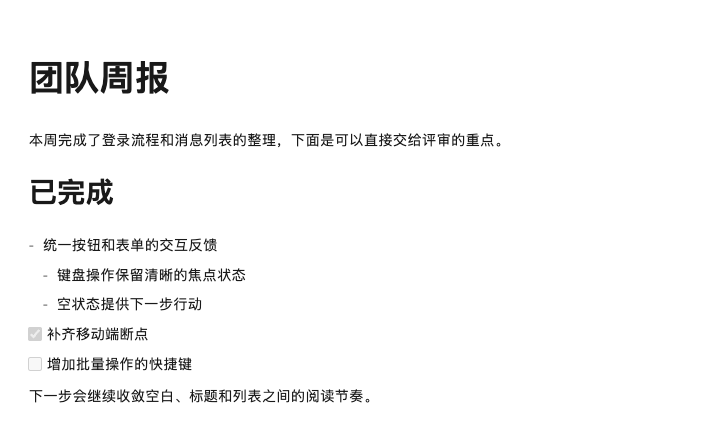 团队周报
本周完成了登录流程和消息列表的整理，下面是可以直接交给评审的重点。
已完成
- 统一按钮和表单的交互反馈
- 键盘操作保留清晰的焦点状态
- 空状态提供下一步行动
补齐移动端断点
增加批量操作的快捷键
下一步会继续收敛空白、标题和列表之间的阅读节奏。